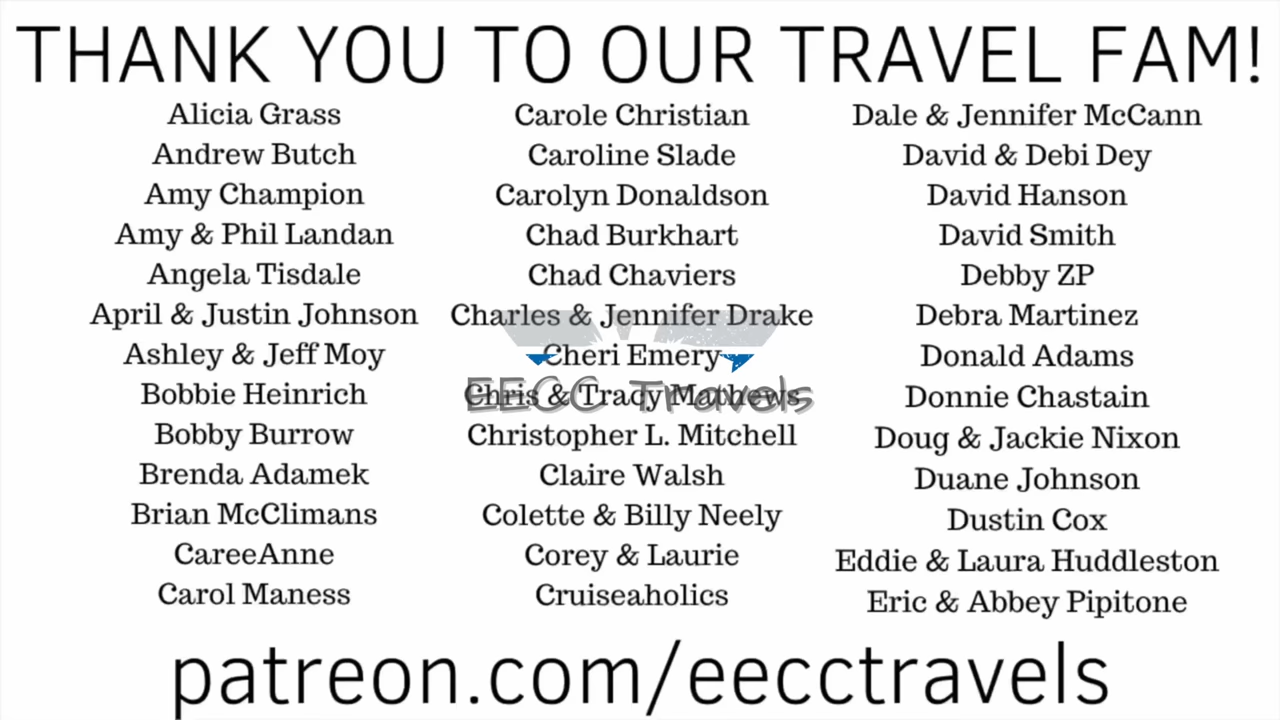 THANK YOU TO OUR TRAVEL FAM!
Alicia Grass
Andrew Butch
Amy Champion
Amy & Phil Landan
Angela Tisdale
April & Justin Johnson
Ashley & Jeff Moy
Bobbie Heinrich
Bobby Burrow
Brenda Adamek
Brian McClimans
CareeAnne
Carol Maness
Carole Christian
Caroline Slade
Carolyn Donaldson
Chad Burkhart
Chad Chaviers
Charles & Jennifer Drake
Cheri Emery
Chris & Tracy Mathews
EECC Travels
Christopher L. Mitchell
Claire Walsh
Colette & Billy Neely
Corey & Laurie
Cruiseaholics
Dale & Jennifer McCann
David & Debi Dey
David Hanson
David Smith
Debby ZP
Debra Martinez
Donald Adams
Donnie Chastain
Doug & Jackie Nixon
Duane Johnson
Dustin Cox
Eddie & Laura Huddleston
Eric & Abbey Pipitone
patreon.com/eecctravels